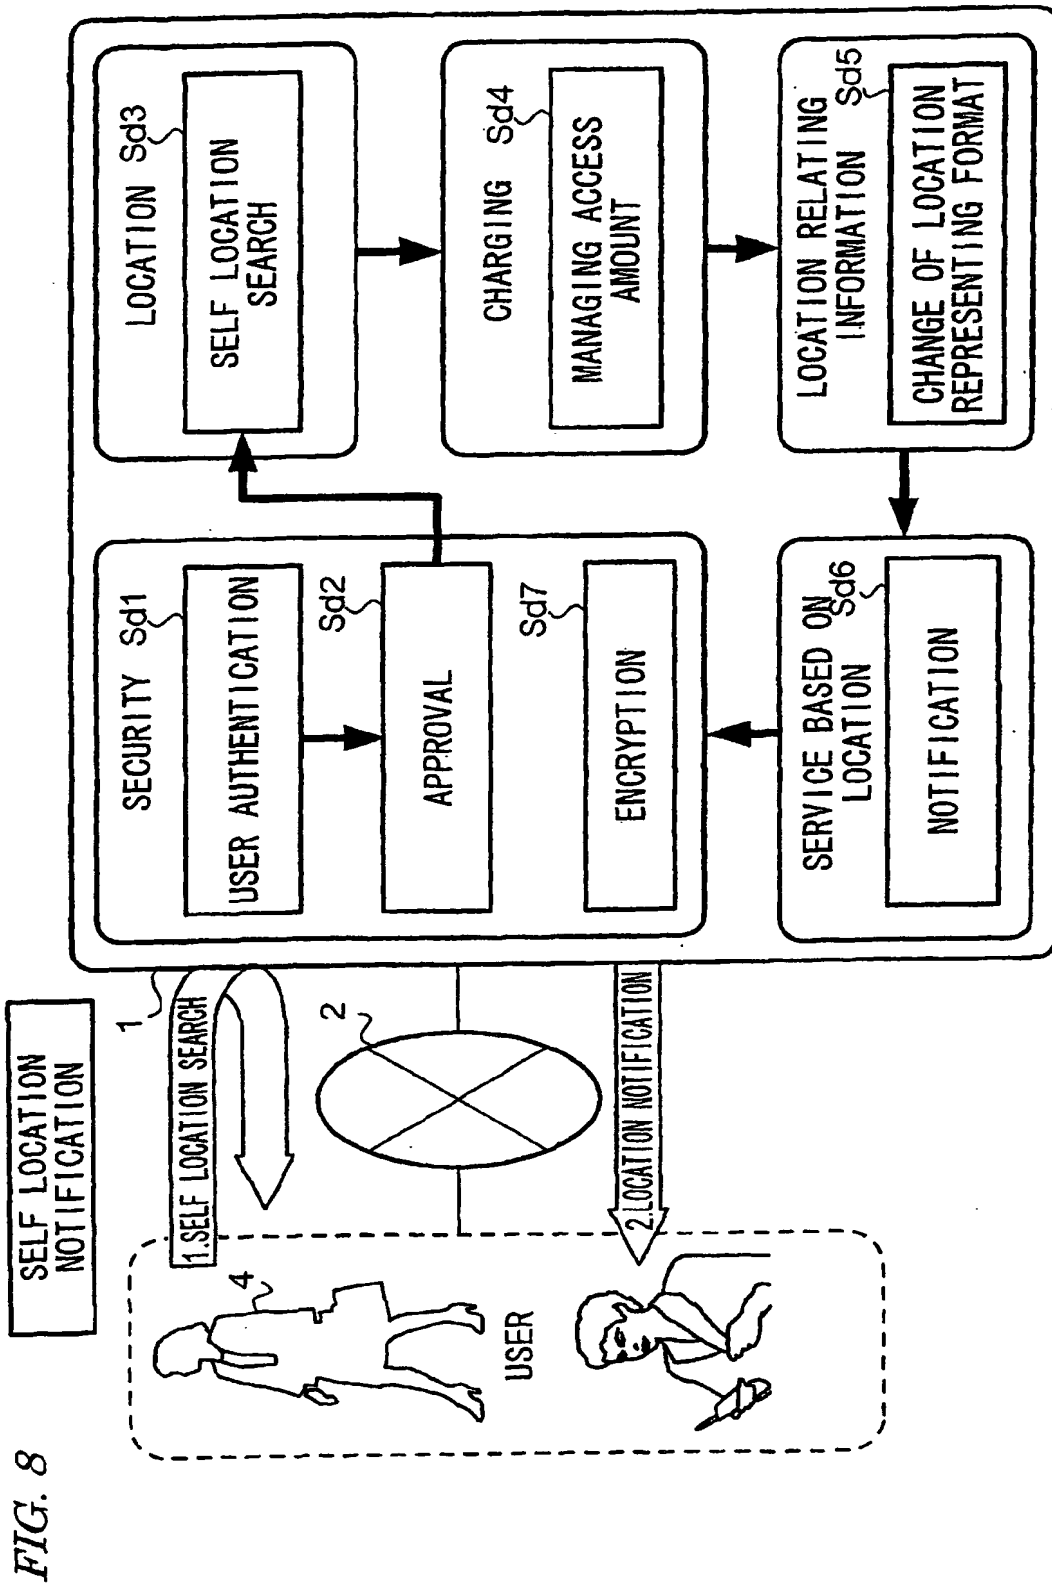 FIG. 8
SELF LOCATION
NOTIFICATION
1
1.SELF LOCATION SEARCH
4
2
USER
2.LOCATION NOTIFICATION
SECURITY
Sd1
USER AUTHENTICATION
Sd2
APPROVAL
Sd7
ENCRYPTION
LOCATION
Sd3
SELF LOCATION
SEARCH
CHARGING
Sd4
MANAGING ACCESS
AMOUNT
LOCATION RELATING
INFORMATION
Sd5
CHANGE OF LOCATION
REPRESENTING FORMAT
SERVICE BASED ON
LOCATION
Sd6
NOTIFICATION